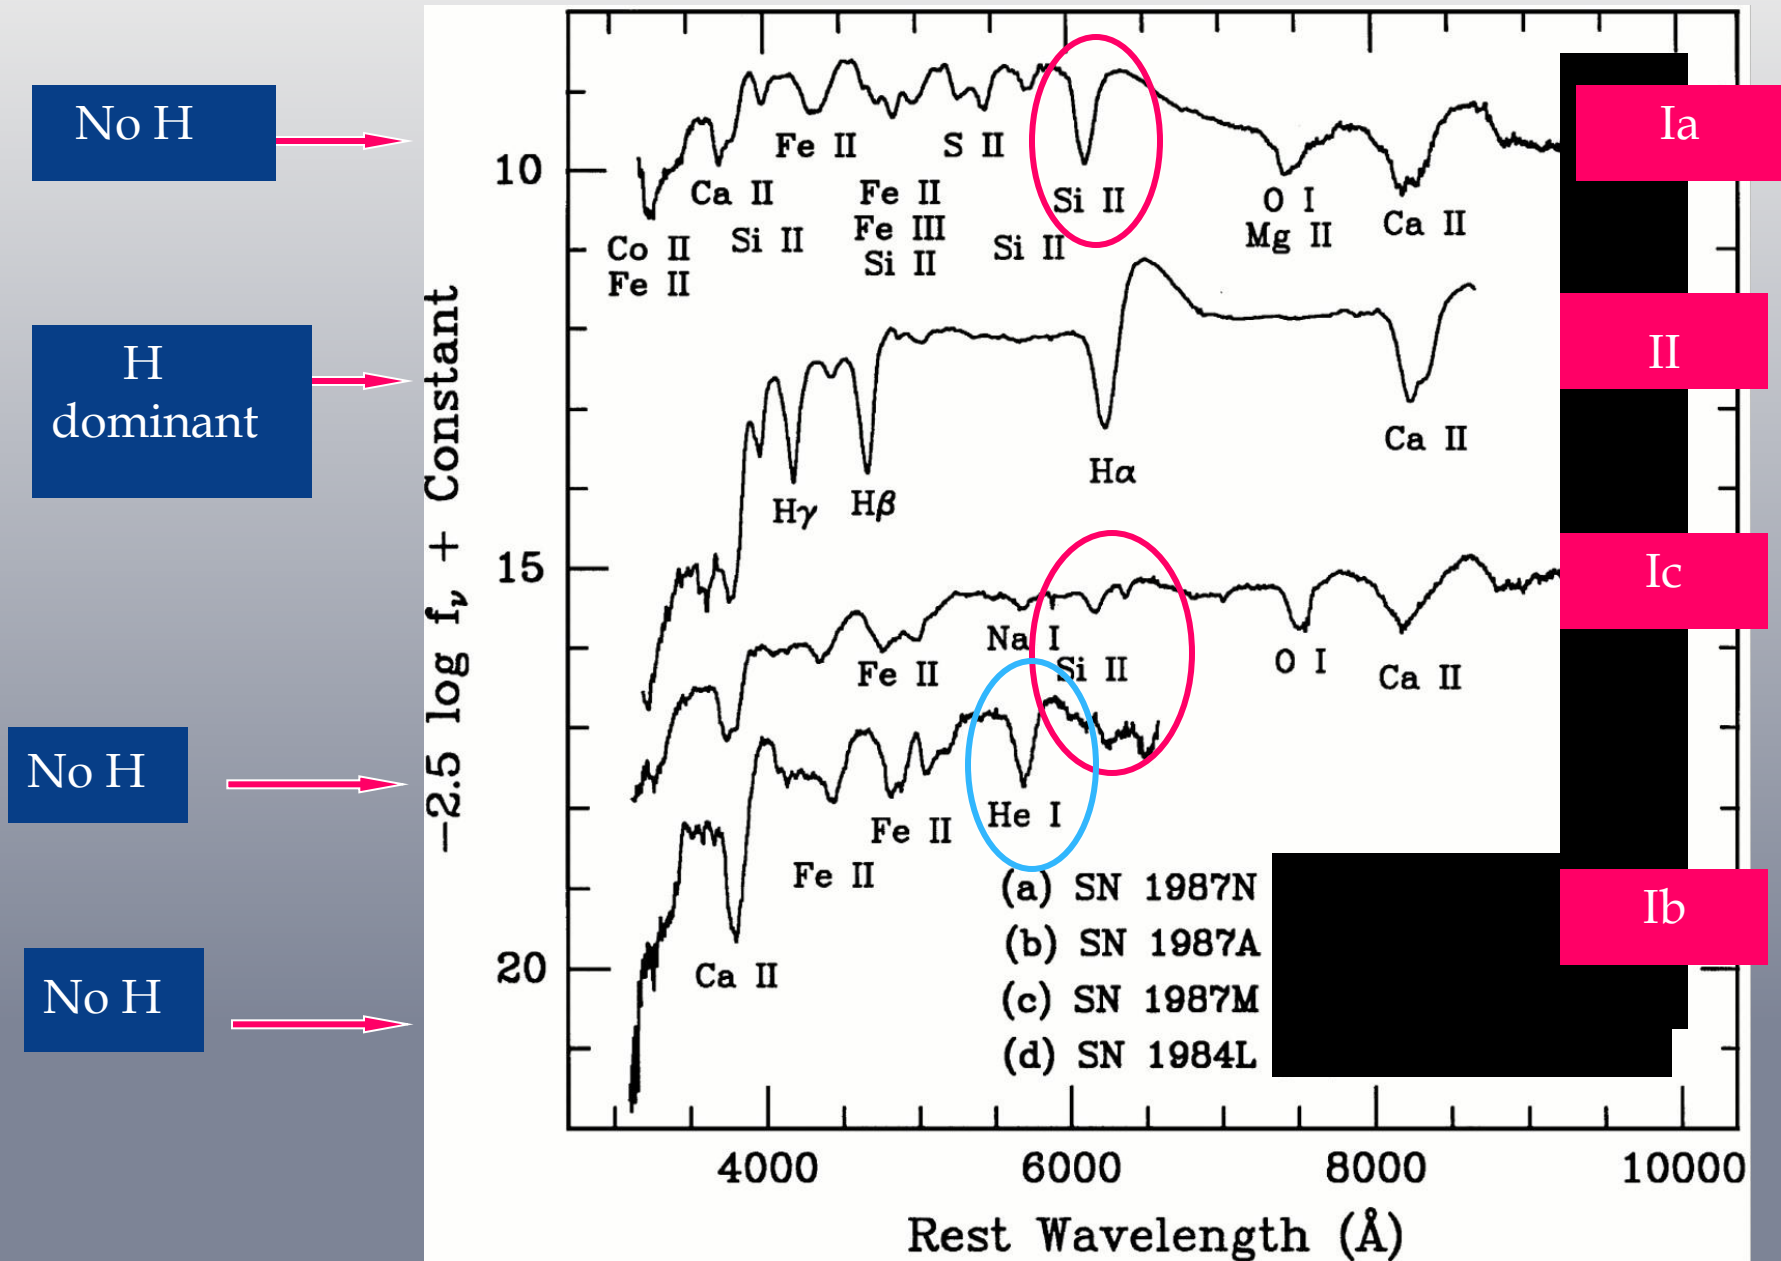 No H
H
dominant
No H
No H
−2.5 log fν + Constant
10
15
20
Fe II
S II
Ca II
Fe II
Si II
O I
Si II
Fe III
Si II
Mg II
Ca II
Co II
Si II
Fe II
Hγ
Hβ
Hα
Ca II
Na I
Fe II
Si II
O I
Ca II
Fe II
Fe II
He I
Ca II
(a) SN 1987N
(b) SN 1987A
(c) SN 1987M
(d) SN 1984L
4000
6000
8000
10000
Rest Wavelength (Å)
Ia
II
Ic
Ib